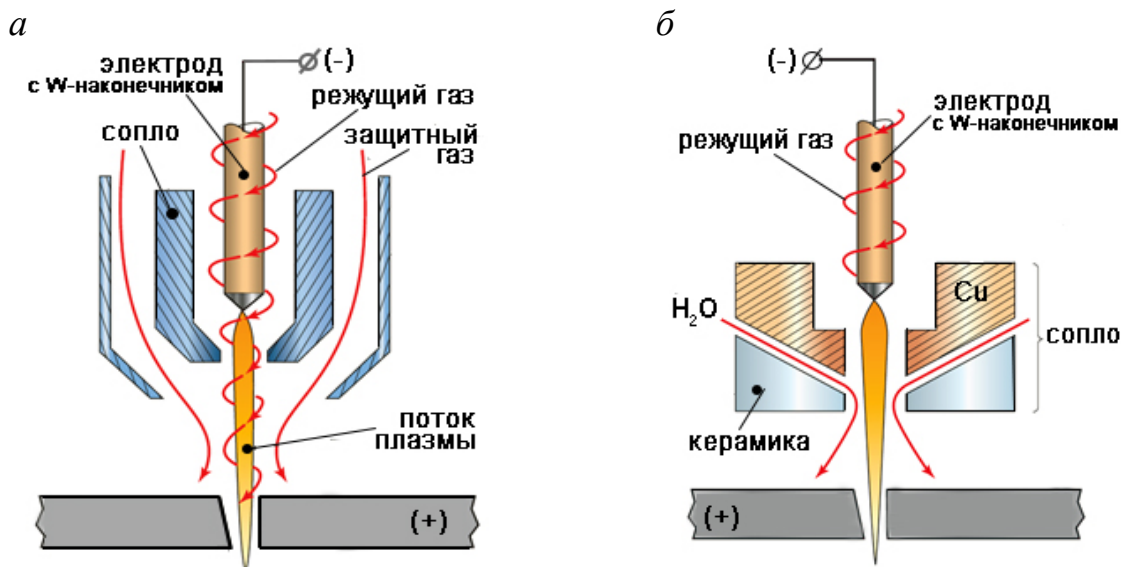 а
электрод
с W-наконечником
(-)
режущий газ
сопло
защитный
газ
поток
плазмы
(+)
б
(-)
электрод
с W-наконечником
режущий газ
Cu
H₂O
сопло
керамика
(+)